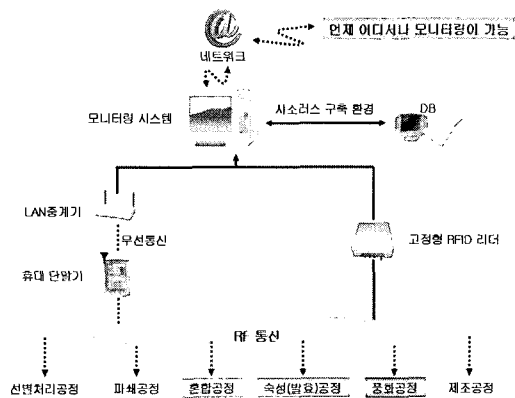 언제 어디서나 모니터링이 가능
네트워크
모니터링 시스템
시소러스 구축 환경
DB
LAN중계기
무선통신
고정형 RFID 리더
휴대 단말기
RF 통신
선별처리공정
파쇄공정
혼합공정
숙성(발효)공정
풍화공정
제조공정